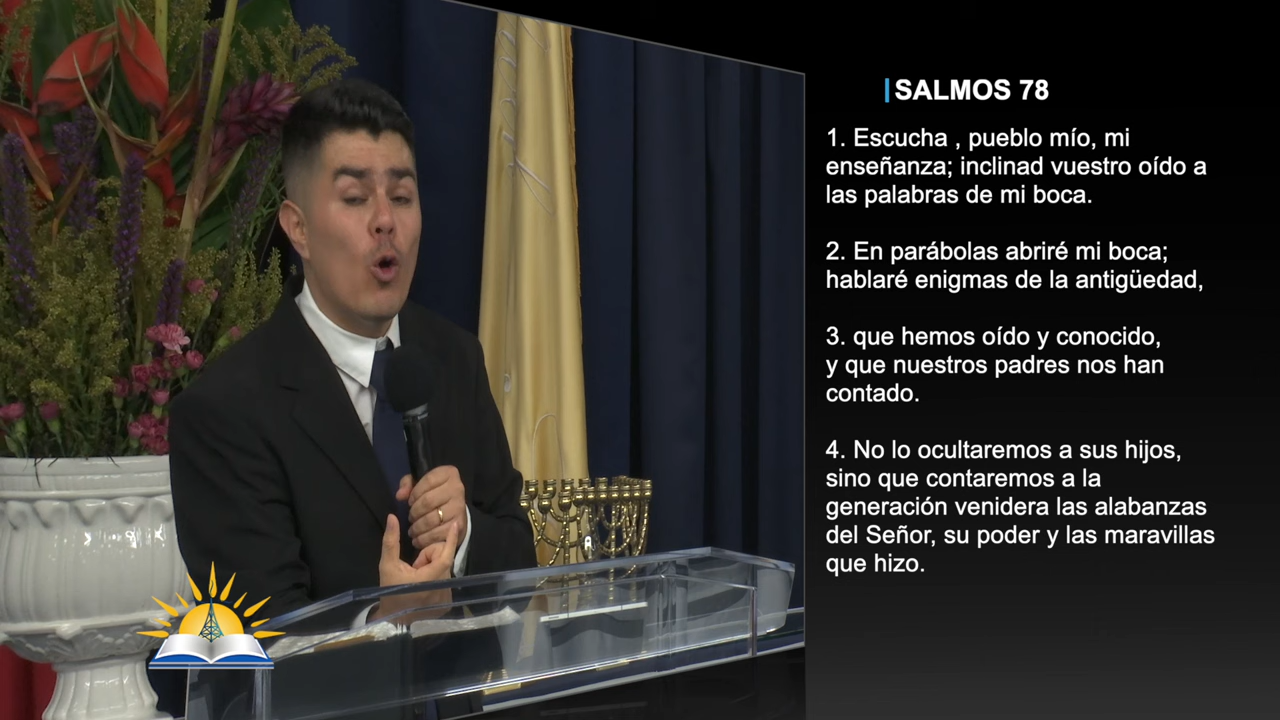 SALMOS 78
1. Escucha , pueblo mío, mi
enseñanza; inclinad vuestro oído a
las palabras de mi boca.
2. En parábolas abriré mi boca;
hablaré enigmas de la antigüedad,
3. que hemos oído y conocido,
y que nuestros padres nos han
contado.
4. No lo ocultaremos a sus hijos,
sino que contaremos a la
generación venidera las alabanzas
del Señor, su poder y las maravillas
que hizo.